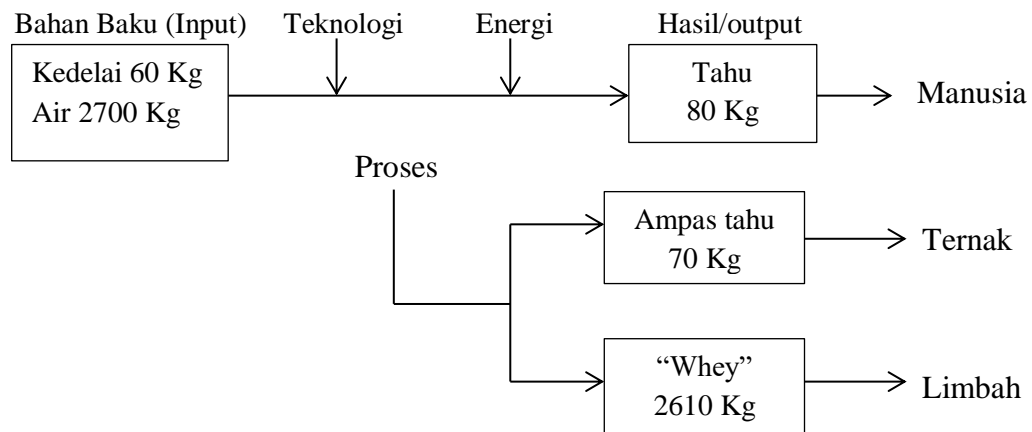 Bahan Baku (Input) Teknologi Energi Hasil/output
Kedelai 60 Kg
Air 2700 Kg
Tahu
80 Kg
Manusia
Proses
Ampas tahu
70 Kg
Ternak
“Whey”
2610 Kg
Limbah